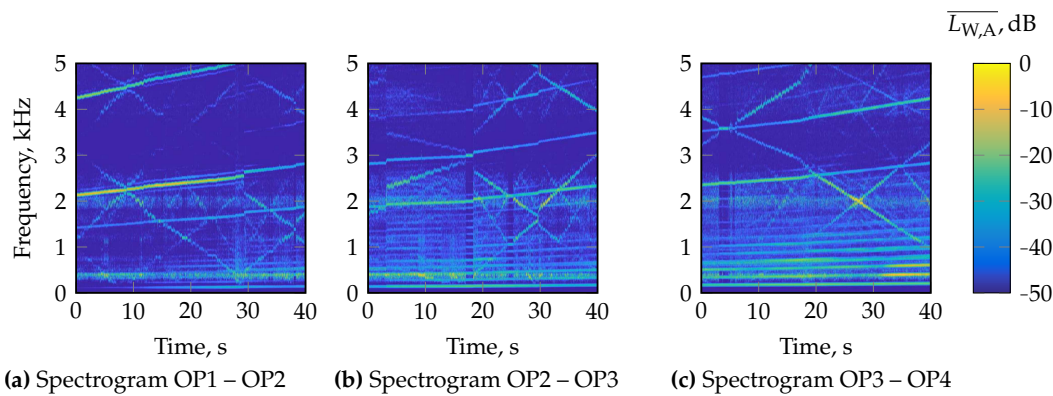 L̅W,A, dB
5
4
3
2
1
0
Frequency, kHz
0 10 20 30 40
Time, s
(a) Spectrogram OP1 – OP2
5
4
3
2
1
0
0 10 20 30 40
Time, s
(b) Spectrogram OP2 – OP3
5
4
3
2
1
0
0 10 20 30 40
Time, s
(c) Spectrogram OP3 – OP4
0
–10
–20
–30
–40
–50